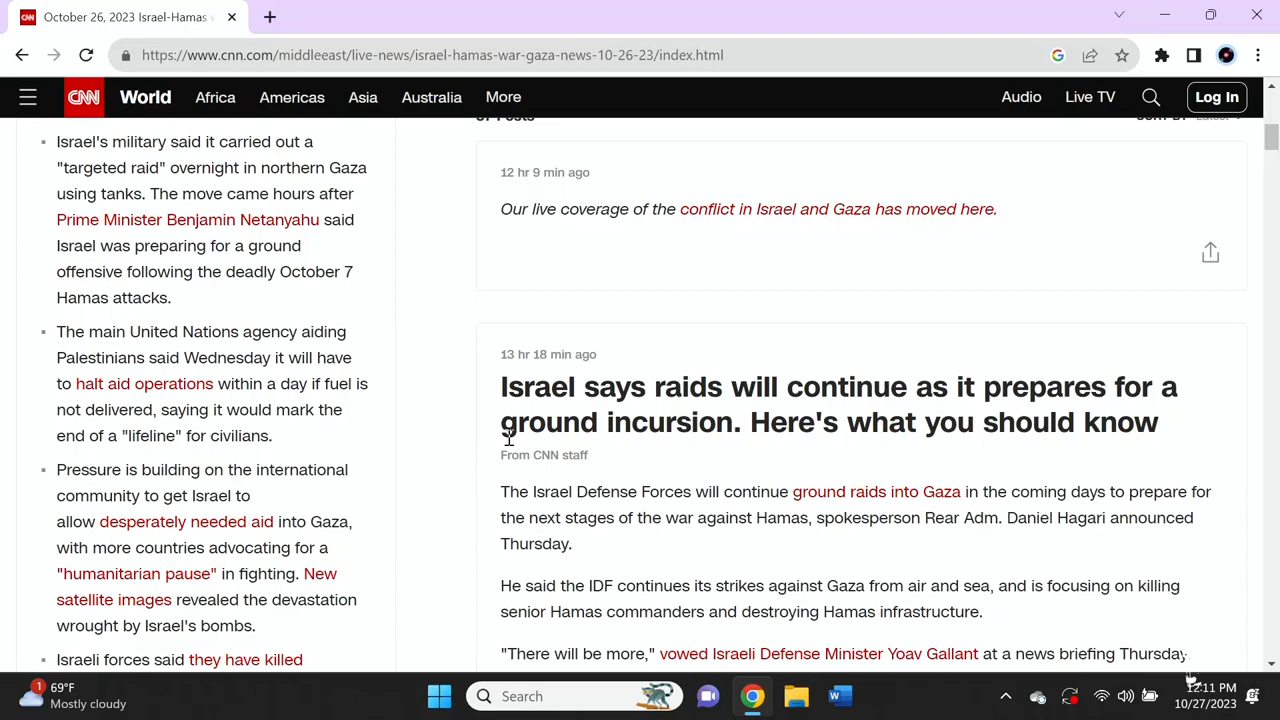 October 26, 2023 Israel-Hamas
https://www.cnn.com/middleeast/live-news/israel-hamas-war-gaza-news-10-26-23/index.html
CNN World Africa Americas Asia Australia More Audio Live TV Log In
Israel's military said it carried out a
"targeted raid" overnight in northern Gaza
using tanks. The move came hours after
Prime Minister Benjamin Netanyahu said
Israel was preparing for a ground
offensive following the deadly October 7
Hamas attacks.
The main United Nations agency aiding
Palestinians said Wednesday it will have
to halt aid operations within a day if fuel is
not delivered, saying it would mark the
end of a "lifeline" for civilians.
Pressure is building on the international
community to get Israel to
allow desperately needed aid into Gaza,
with more countries advocating for a
"humanitarian pause" in fighting. New
satellite images revealed the devastation
wrought by Israel's bombs.
Israeli forces said they have killed
12 hr 9 min ago
Our live coverage of the conflict in Israel and Gaza has moved here.
13 hr 18 min ago
Israel says raids will continue as it prepares for a
ground incursion. Here's what you should know
From CNN staff
The Israel Defense Forces will continue ground raids into Gaza in the coming days to prepare for
the next stages of the war against Hamas, spokesperson Rear Adm. Daniel Hagari announced
Thursday.
He said the IDF continues its strikes against Gaza from air and sea, and is focusing on killing
senior Hamas commanders and destroying Hamas infrastructure.
"There will be more," vowed Israeli Defense Minister Yoav Gallant at a news briefing Thursday.
1
69°F
Mostly cloudy
Search
12:11 PM
10/27/2023